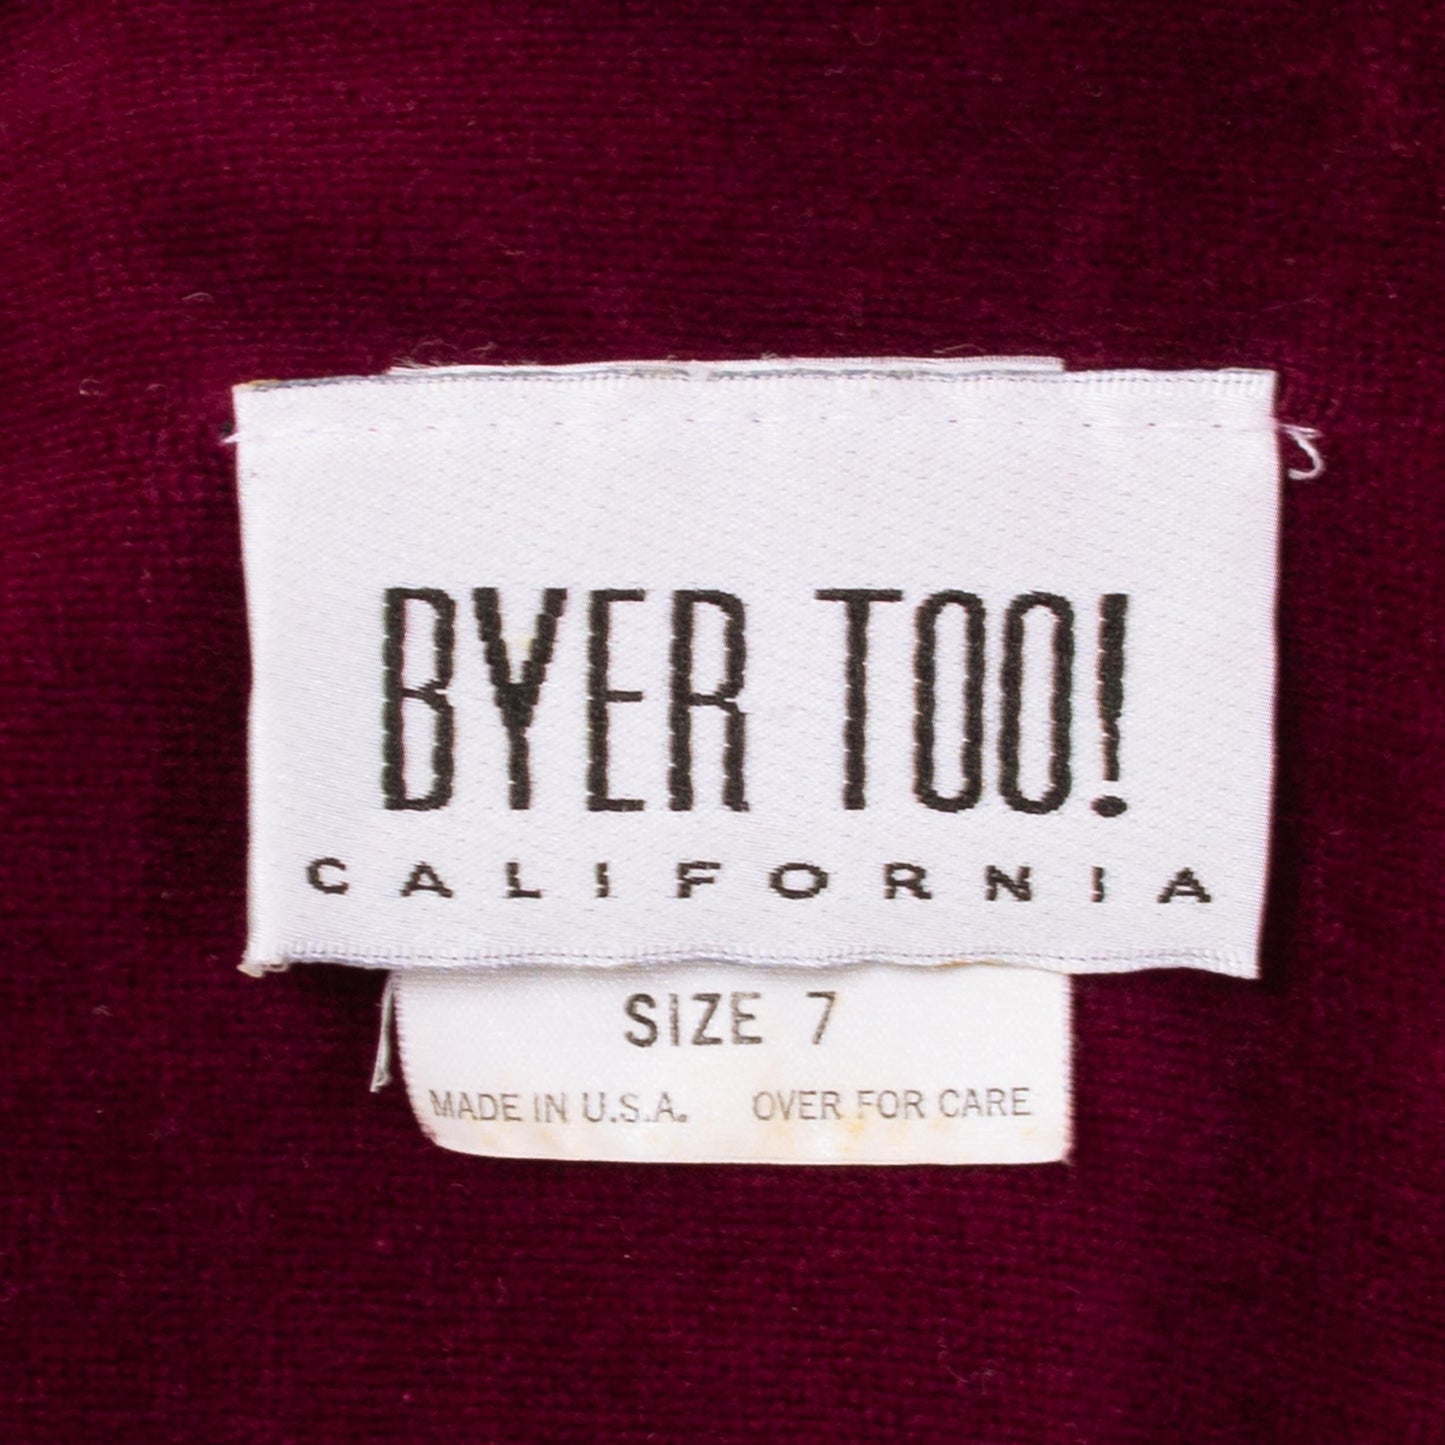 BYER TOO!
CALIFORNIA
SIZE 7
MADE IN U.S.A. OVER FOR CARE